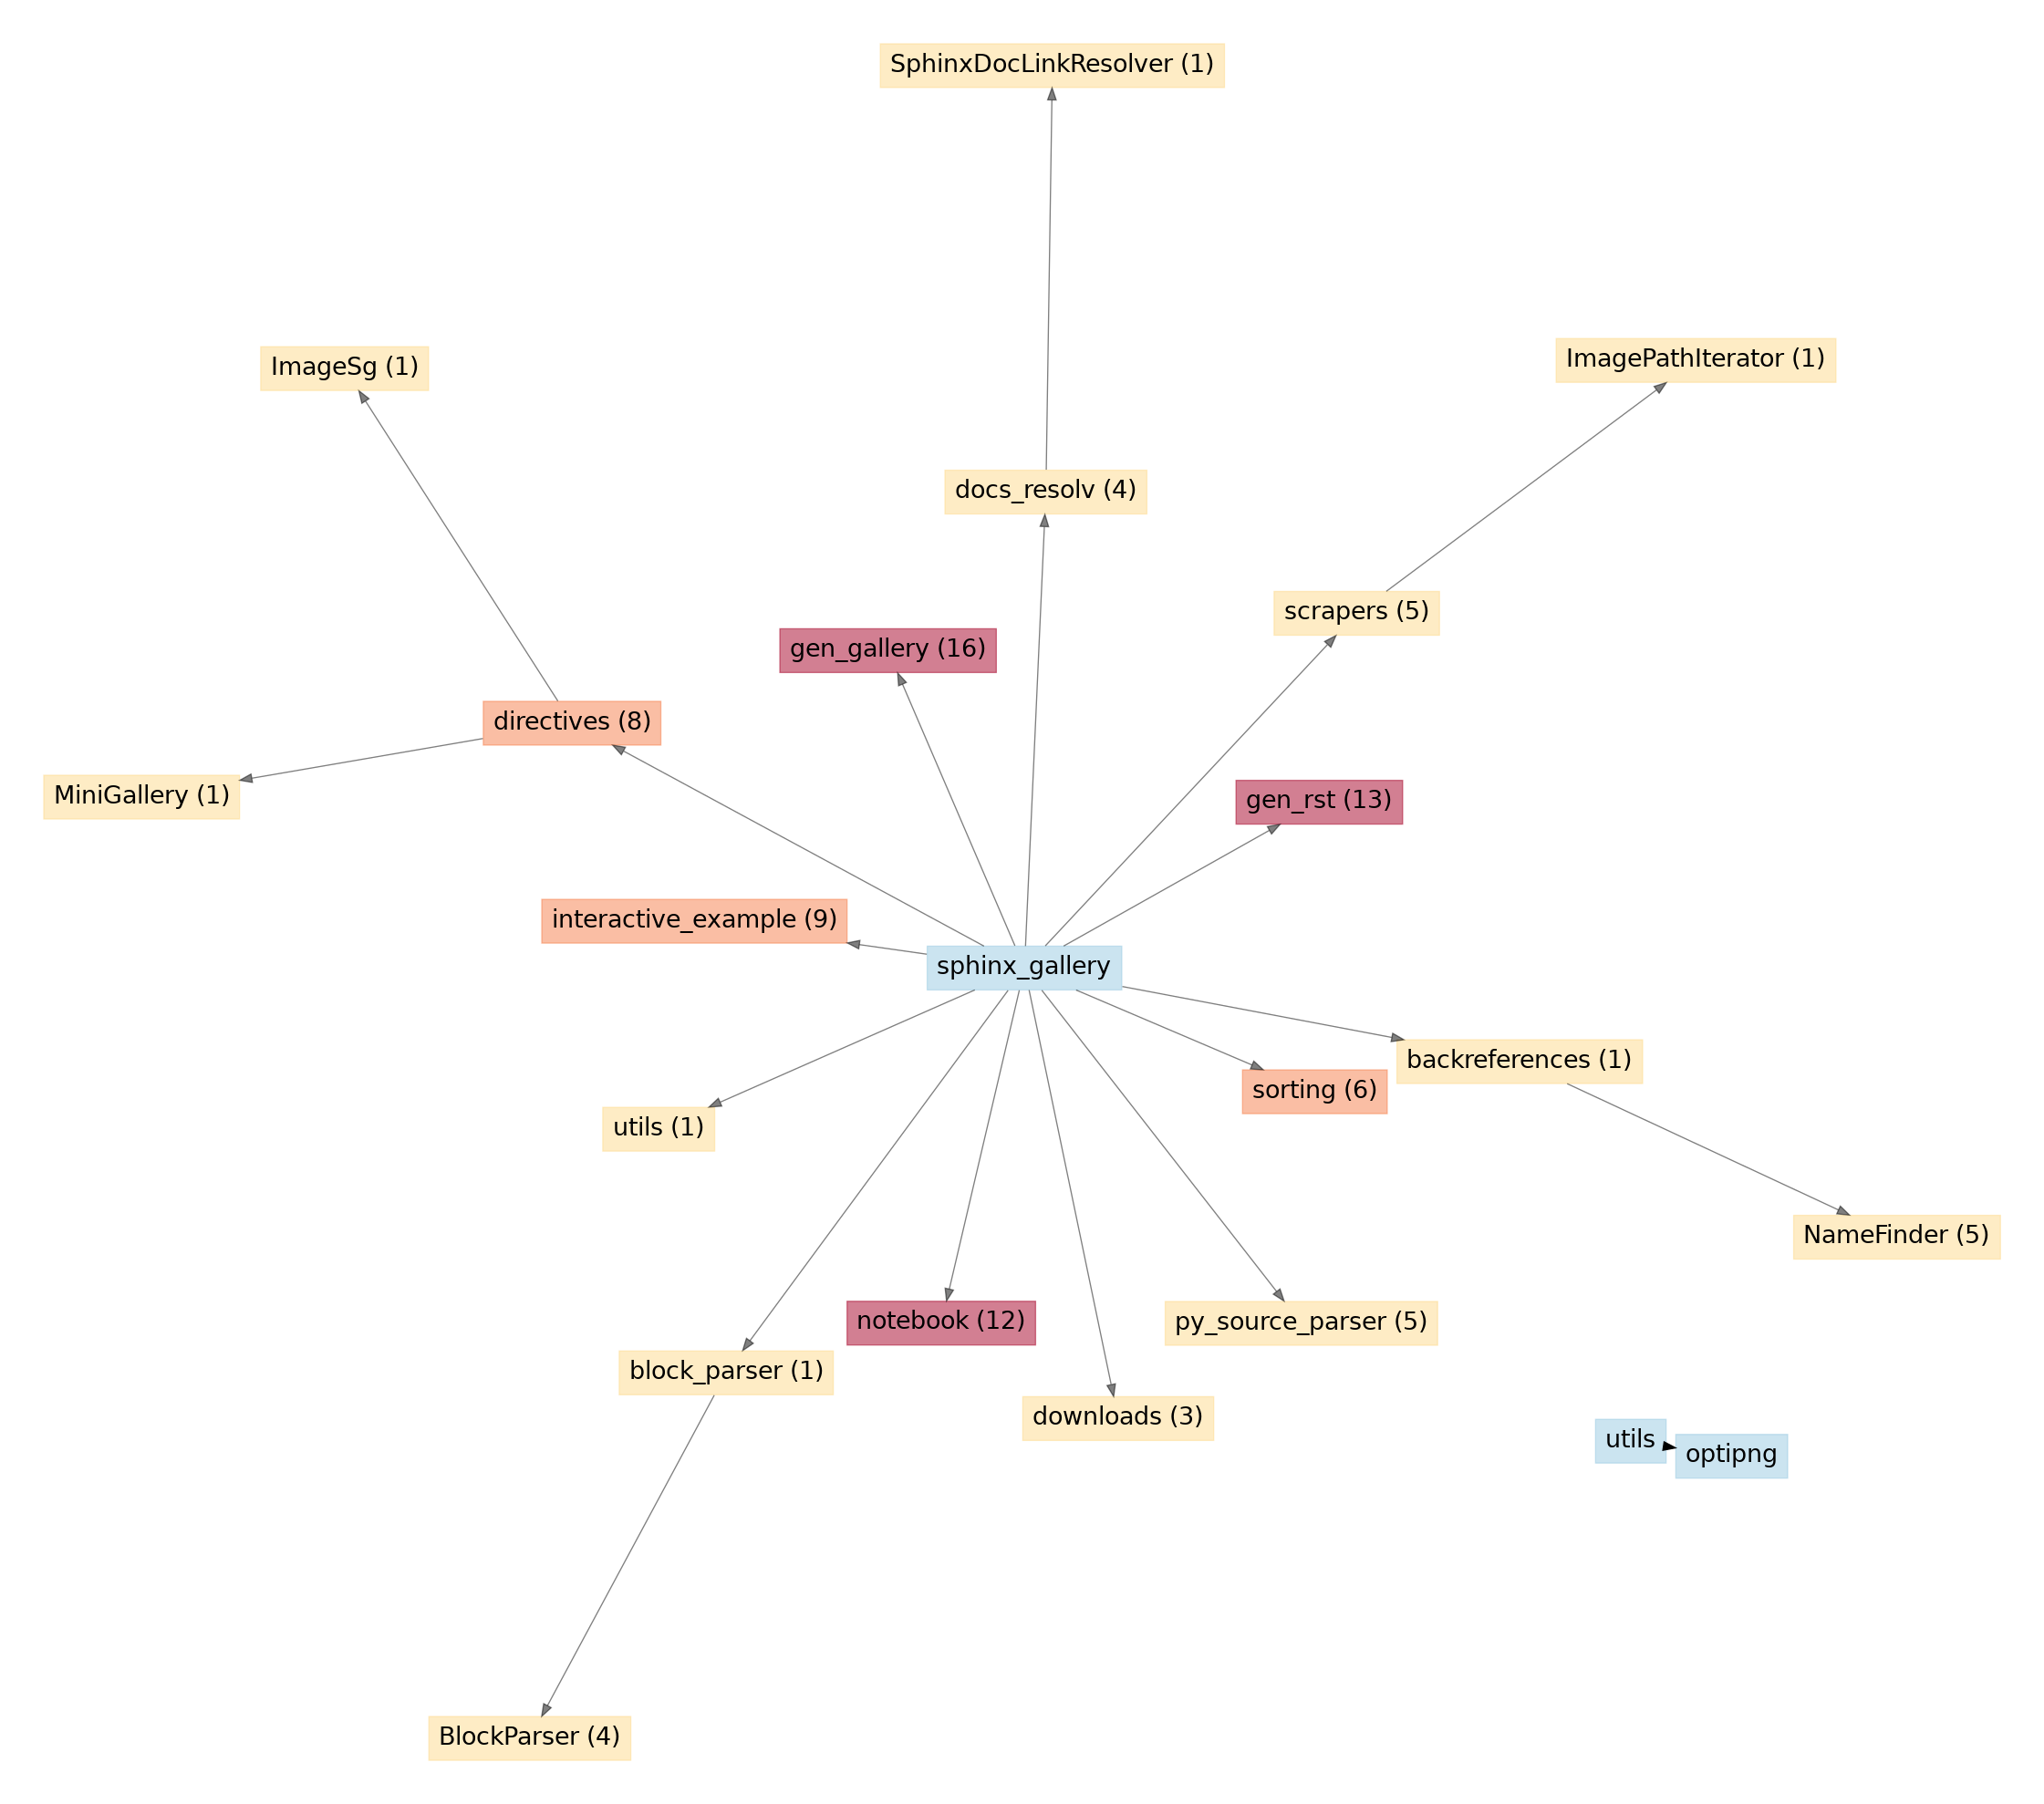 SphinxDocLinkResolver (1)
ImagePathIterator (1)
ImageSg (1)
docs_resolv (4)
scrapers (5)
gen_gallery (16)
directives (8)
MiniGallery (1)
gen_rst (13)
interactive_example (9)
sphinx_gallery
backreferences (1)
sorting (6)
utils (1)
NameFinder (5)
notebook (12)
py_source_parser (5)
block_parser (1)
downloads (3)
utils
optipng
BlockParser (4)